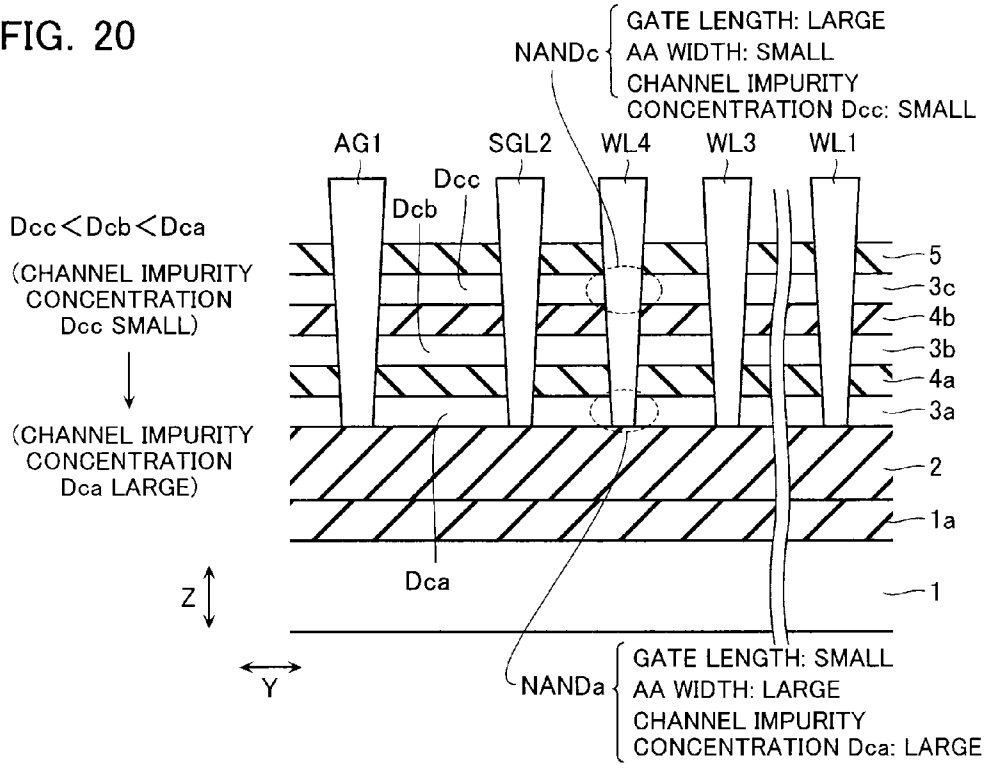 FIG. 20
NANDc
GATE LENGTH: LARGE
AA WIDTH: SMALL
CHANNEL IMPURITY
CONCENTRATION Dcc: SMALL
AG1
SGL2
WL4
WL3
WL1
Dcc
Dcb
Dcc<Dcb<Dca
(CHANNEL IMPURITY
CONCENTRATION
Dcc SMALL)
(CHANNEL IMPURITY
CONCENTRATION
Dca LARGE)
5
3c
4b
3b
4a
3a
2
1a
1
Dca
Z
Y
NANDa
GATE LENGTH: SMALL
AA WIDTH: LARGE
CHANNEL IMPURITY
CONCENTRATION Dca: LARGE